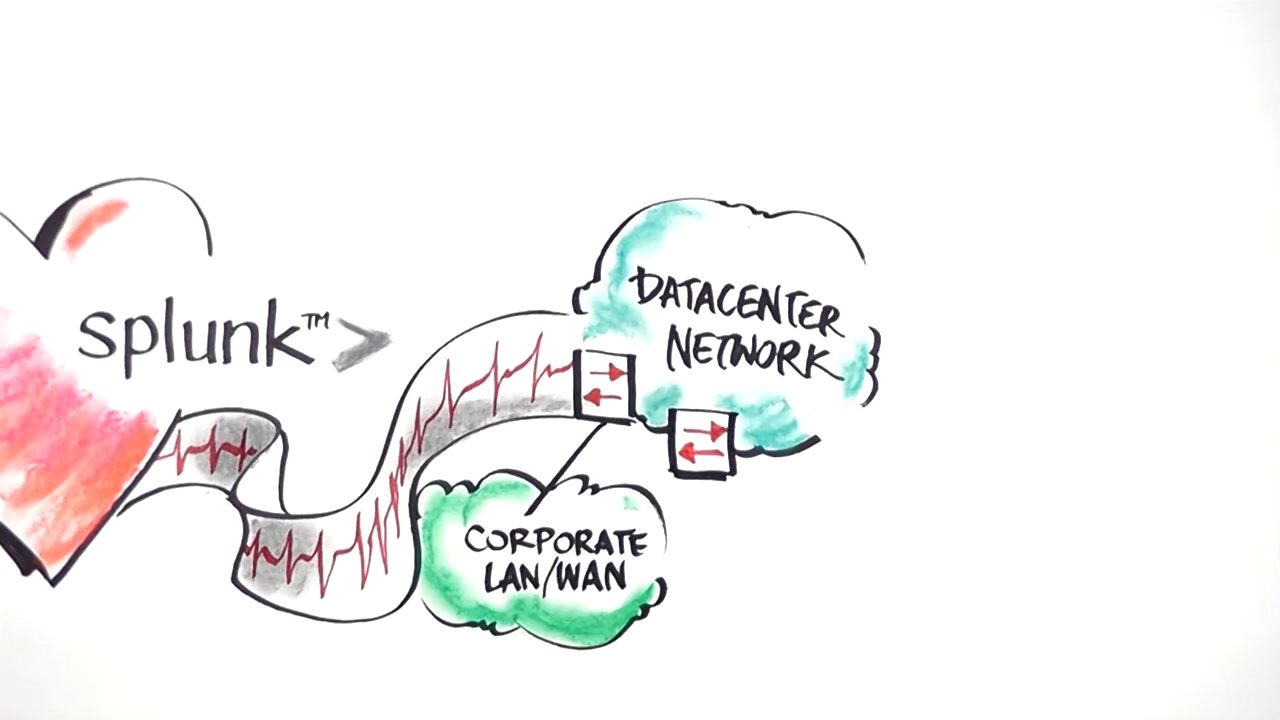 splunk™>
DATACENTER
NETWORK
CORPORATE
LAN/WAN